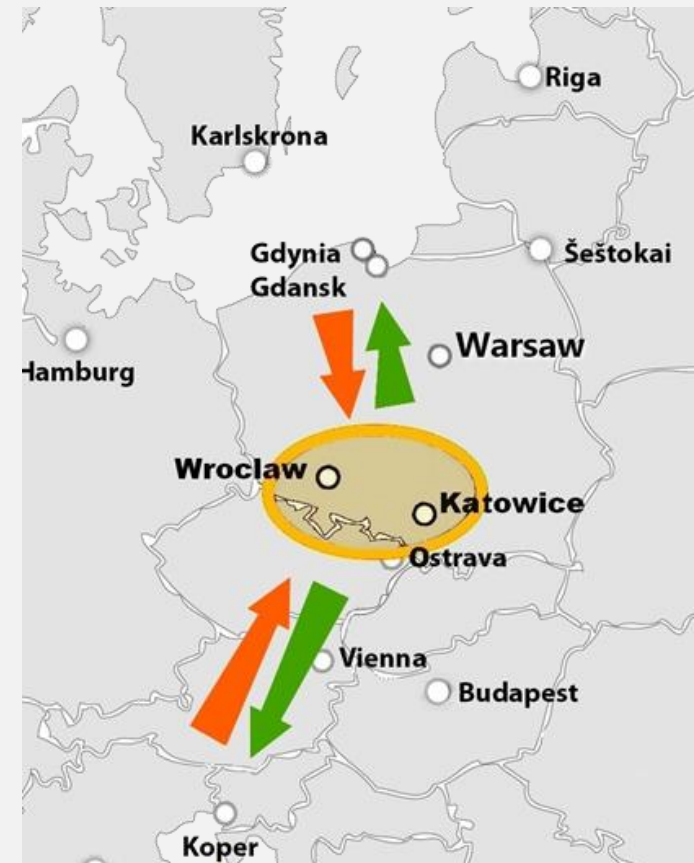 Riga
Karlskrona
Gdynia
Gdansk
Šeštokai
Warsaw
Hamburg
Wroclaw
Katowice
Ostrava
Vienna
Budapest
Koper